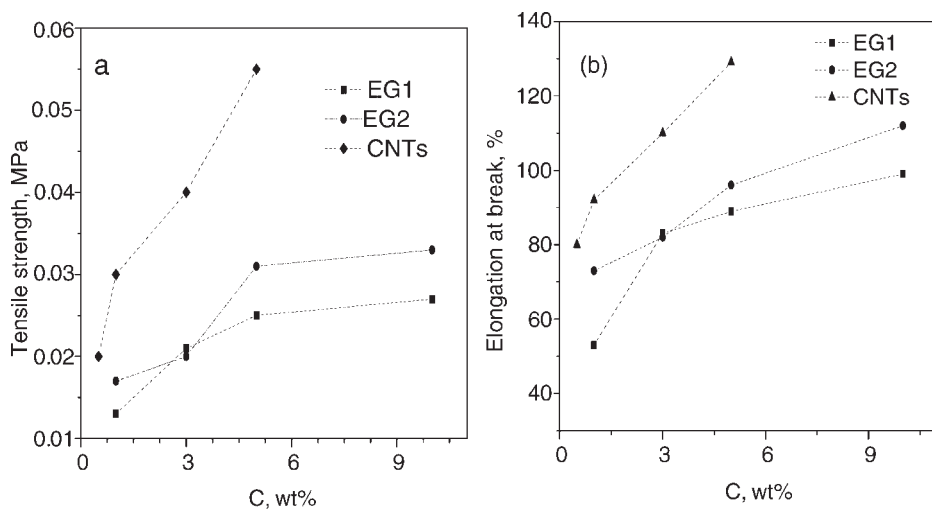 a
EG1
EG2
CNTs
Tensile strength, MPa
0.06
0.05
0.04
0.03
0.02
0.01
0 3 6 9
C, wt%
(b)
EG1
EG2
CNTs
Elongation at break, %
140
120
100
80
60
40
0 3 6 9
C, wt%